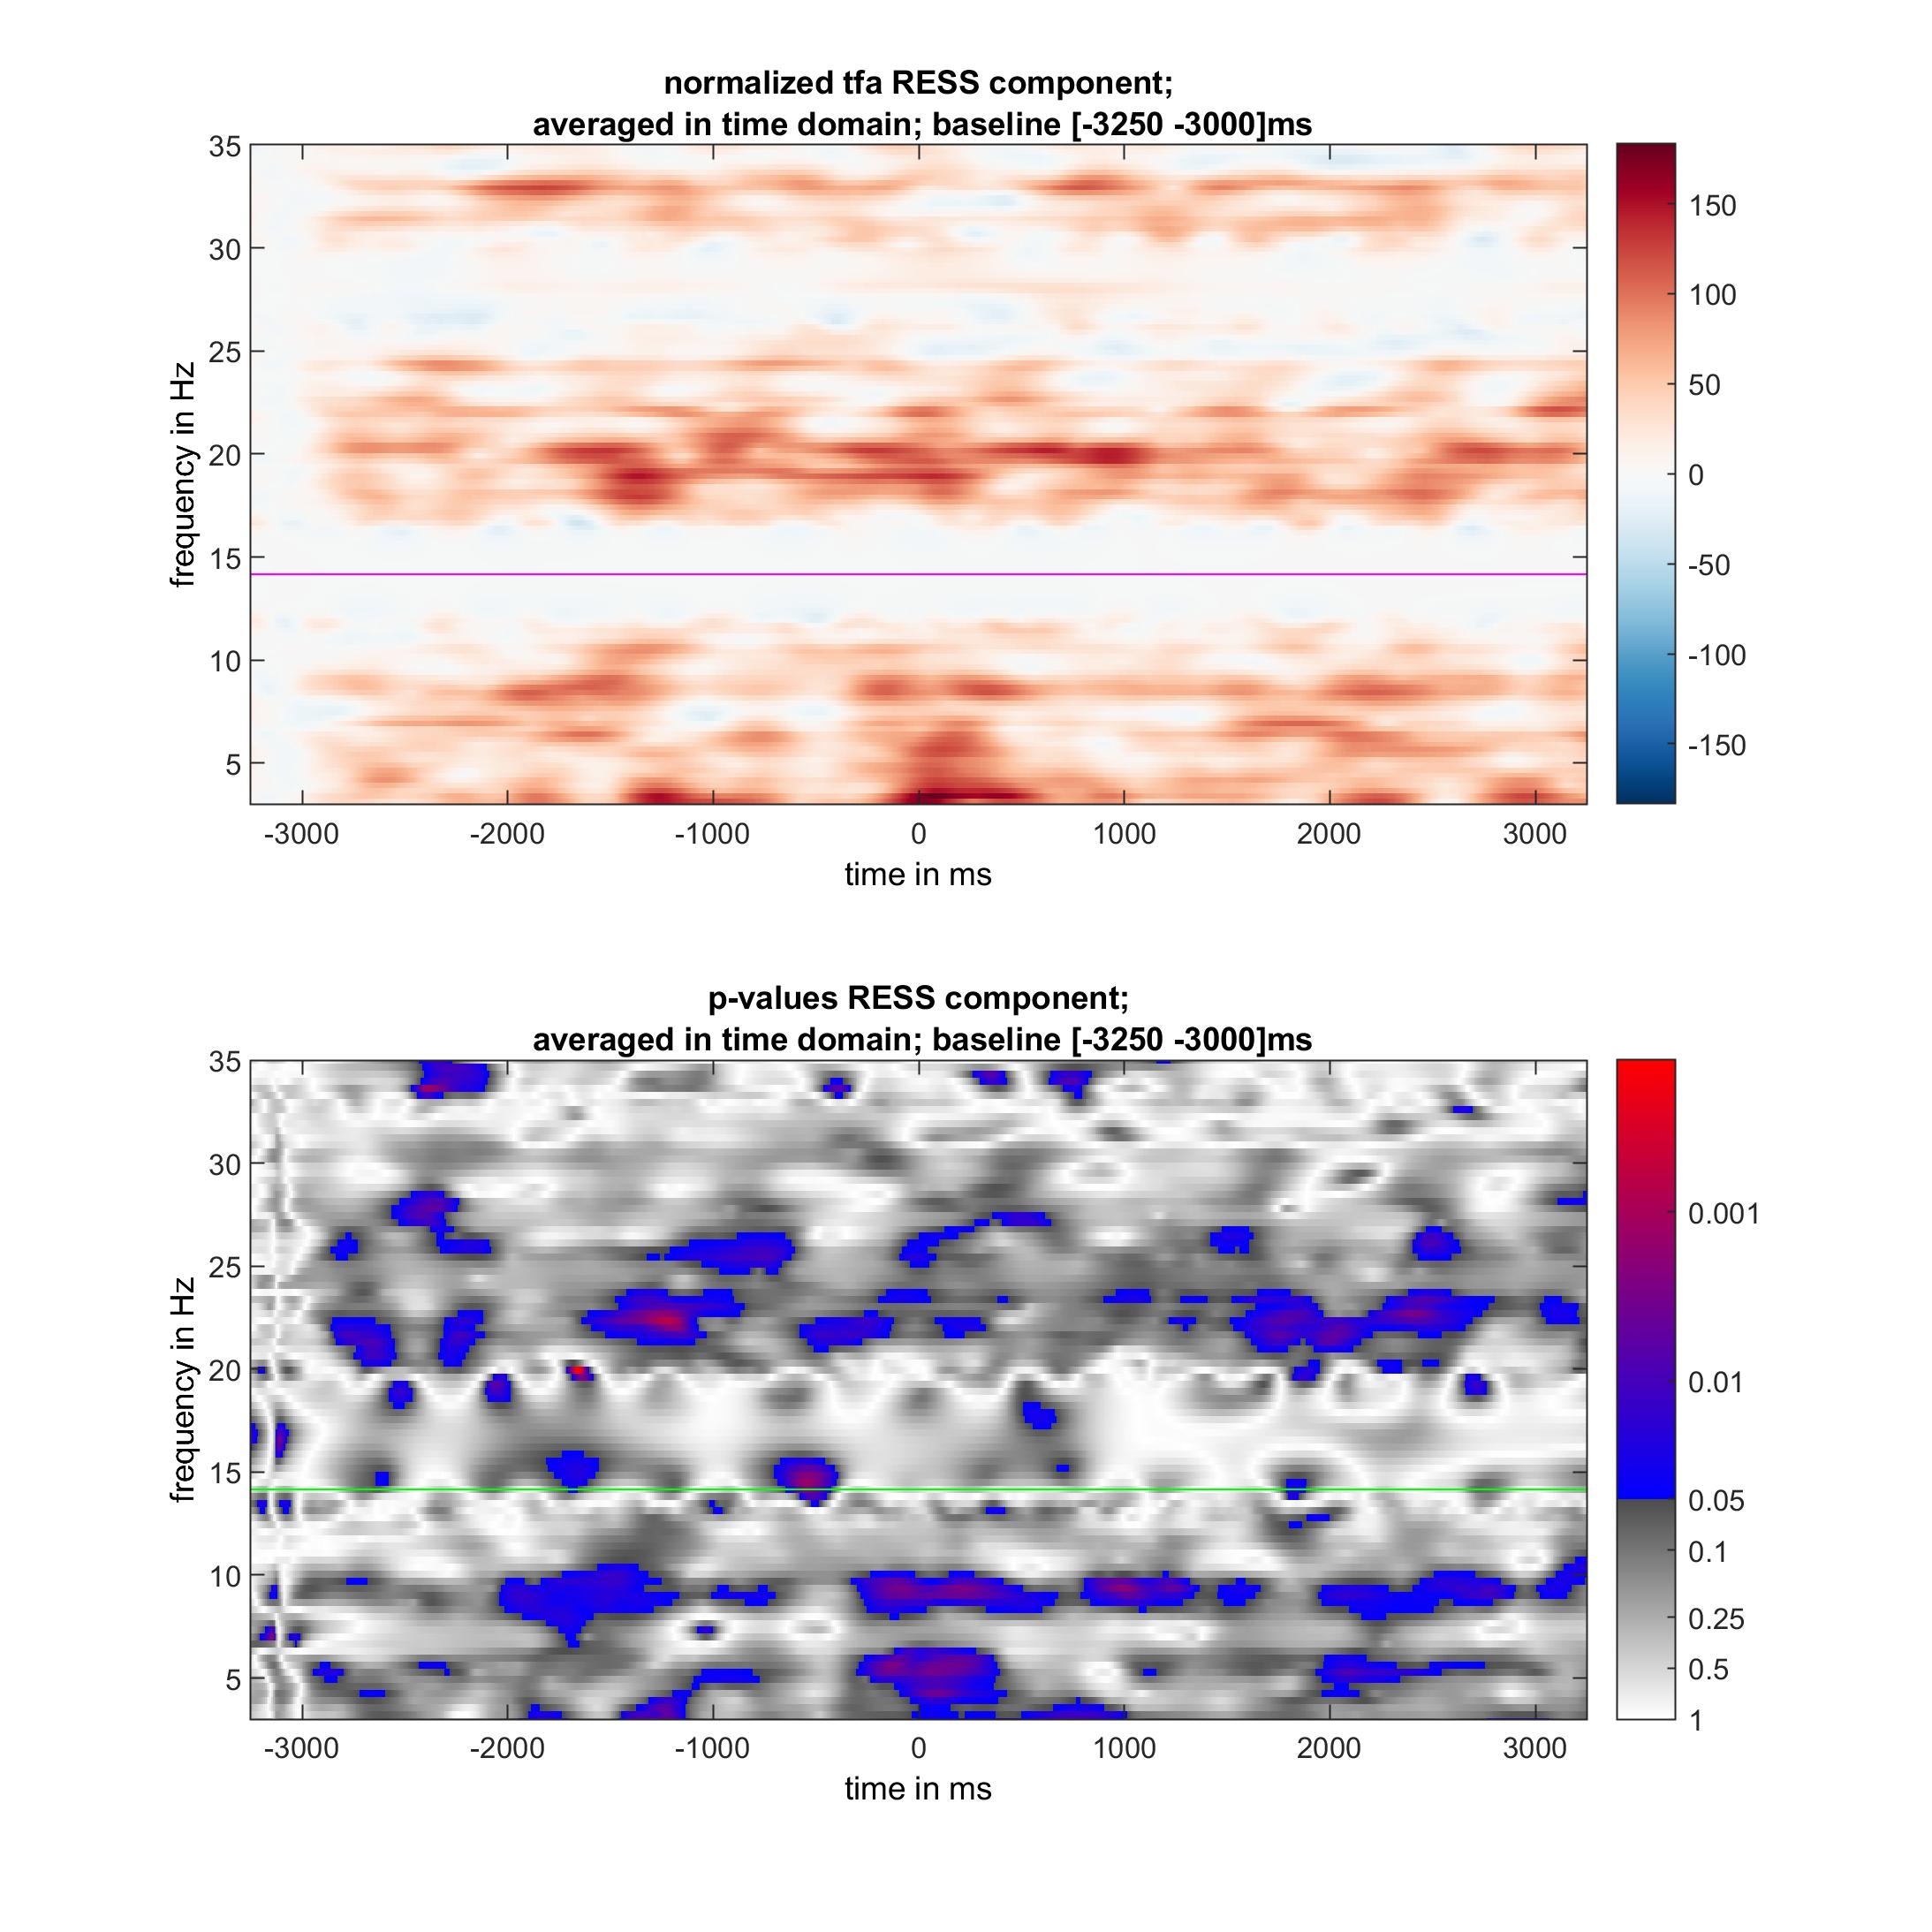 normalized tfa RESS component;
averaged in time domain; baseline [-3250 -3000]ms
35
30
25
20
15
10
5
frequency in Hz
-3000 -2000 -1000 0 1000 2000 3000
time in ms
150
100
50
0
-50
-100
-150
p-values RESS component;
averaged in time domain; baseline [-3250 -3000]ms
35
30
25
20
15
10
5
frequency in Hz
-3000 -2000 -1000 0 1000 2000 3000
time in ms
0.001
0.01
0.05
0.1
0.25
0.5
1